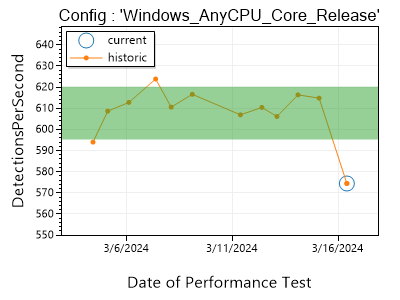 Config : 'Windows_AnyCPU_Core_Release'
current
historic
DetectionsPerSecond
640
630
620
610
600
590
580
570
560
550
3/6/2024
3/11/2024
3/16/2024
Date of Performance Test